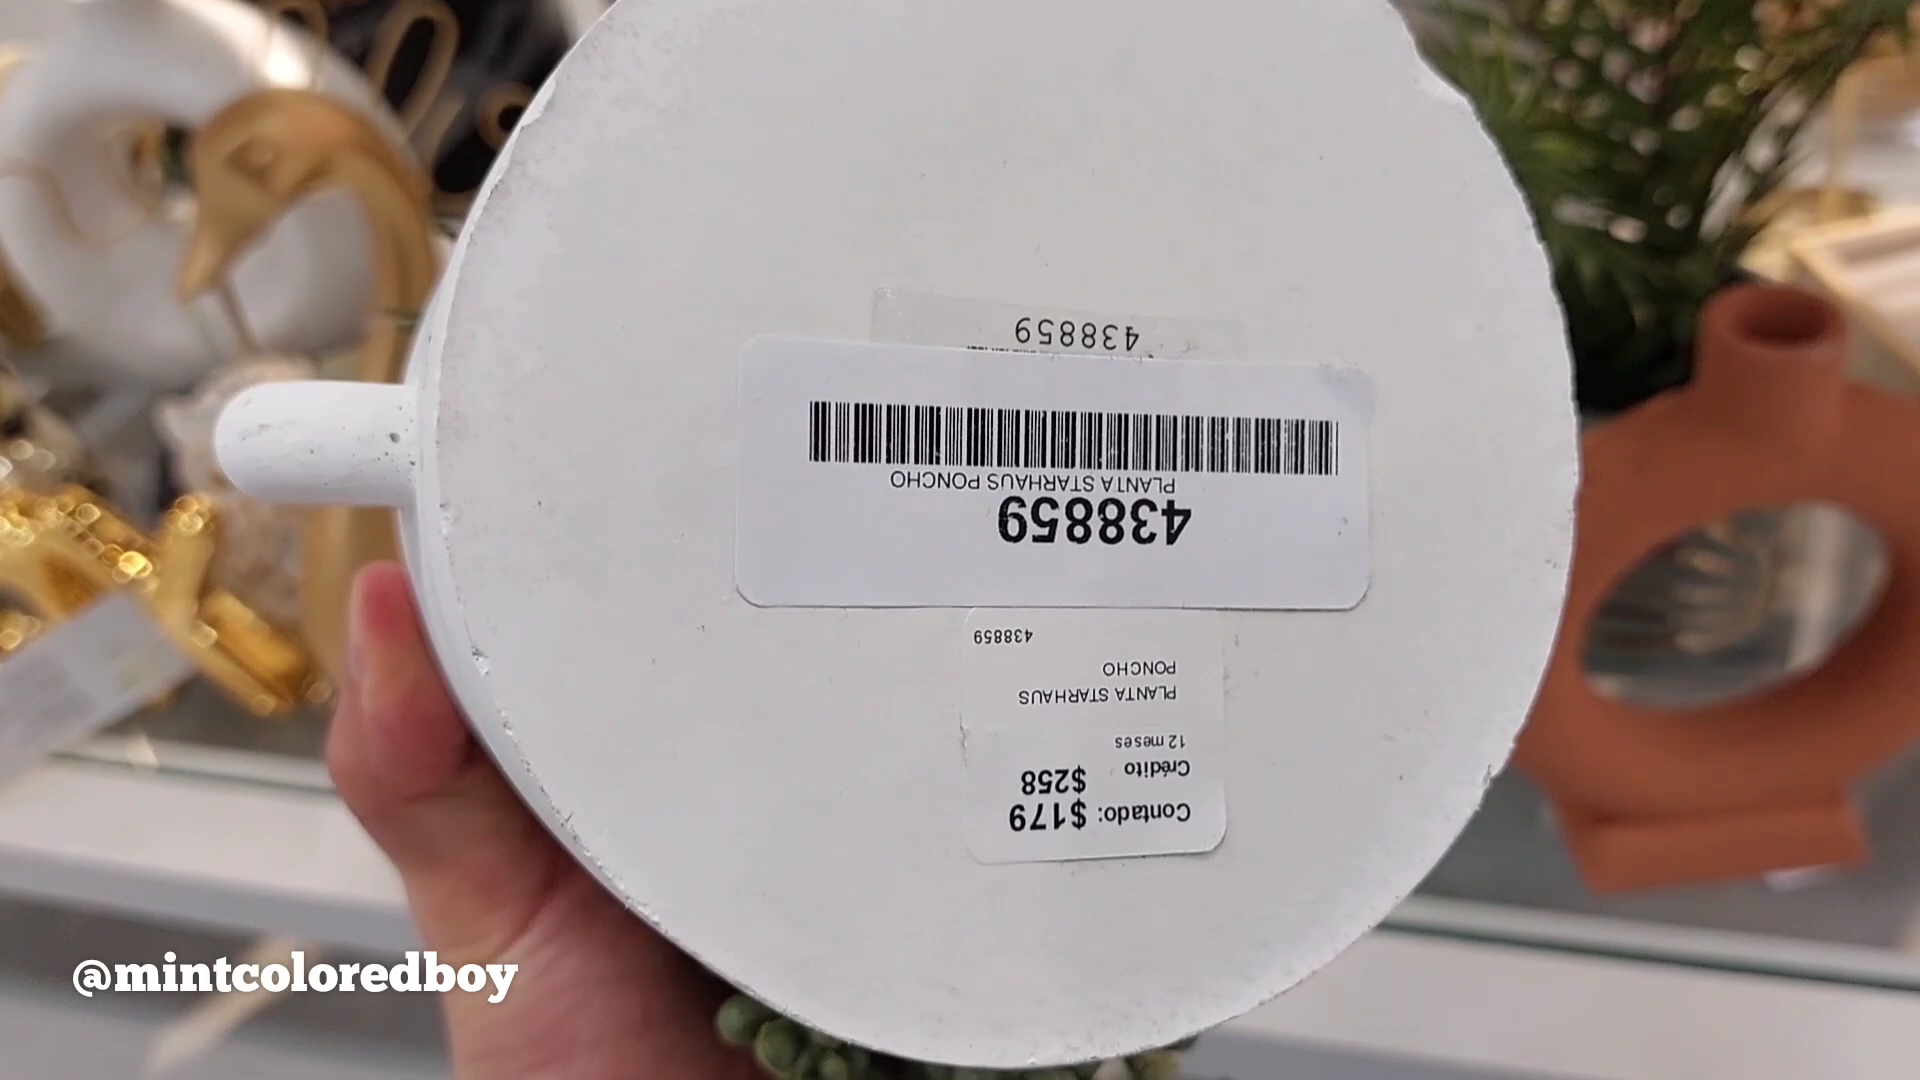 Contado: $179
Crédito $258
12 meses
PLANTA STARHAUS
PONCHO
438859
438859
PLANTA STARHAUS PONCHO
438859
@mintcoloredboy